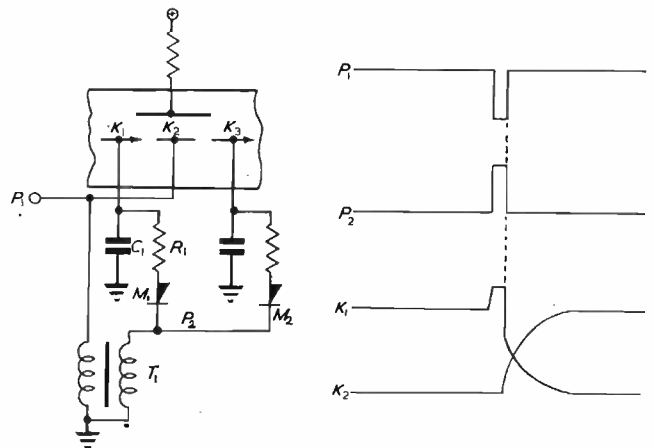 K₁ K₂ K₃
P₁
C₁ R₁
M₁ P₂ M₂
T₁
P₁
P₂
K₁
K₂